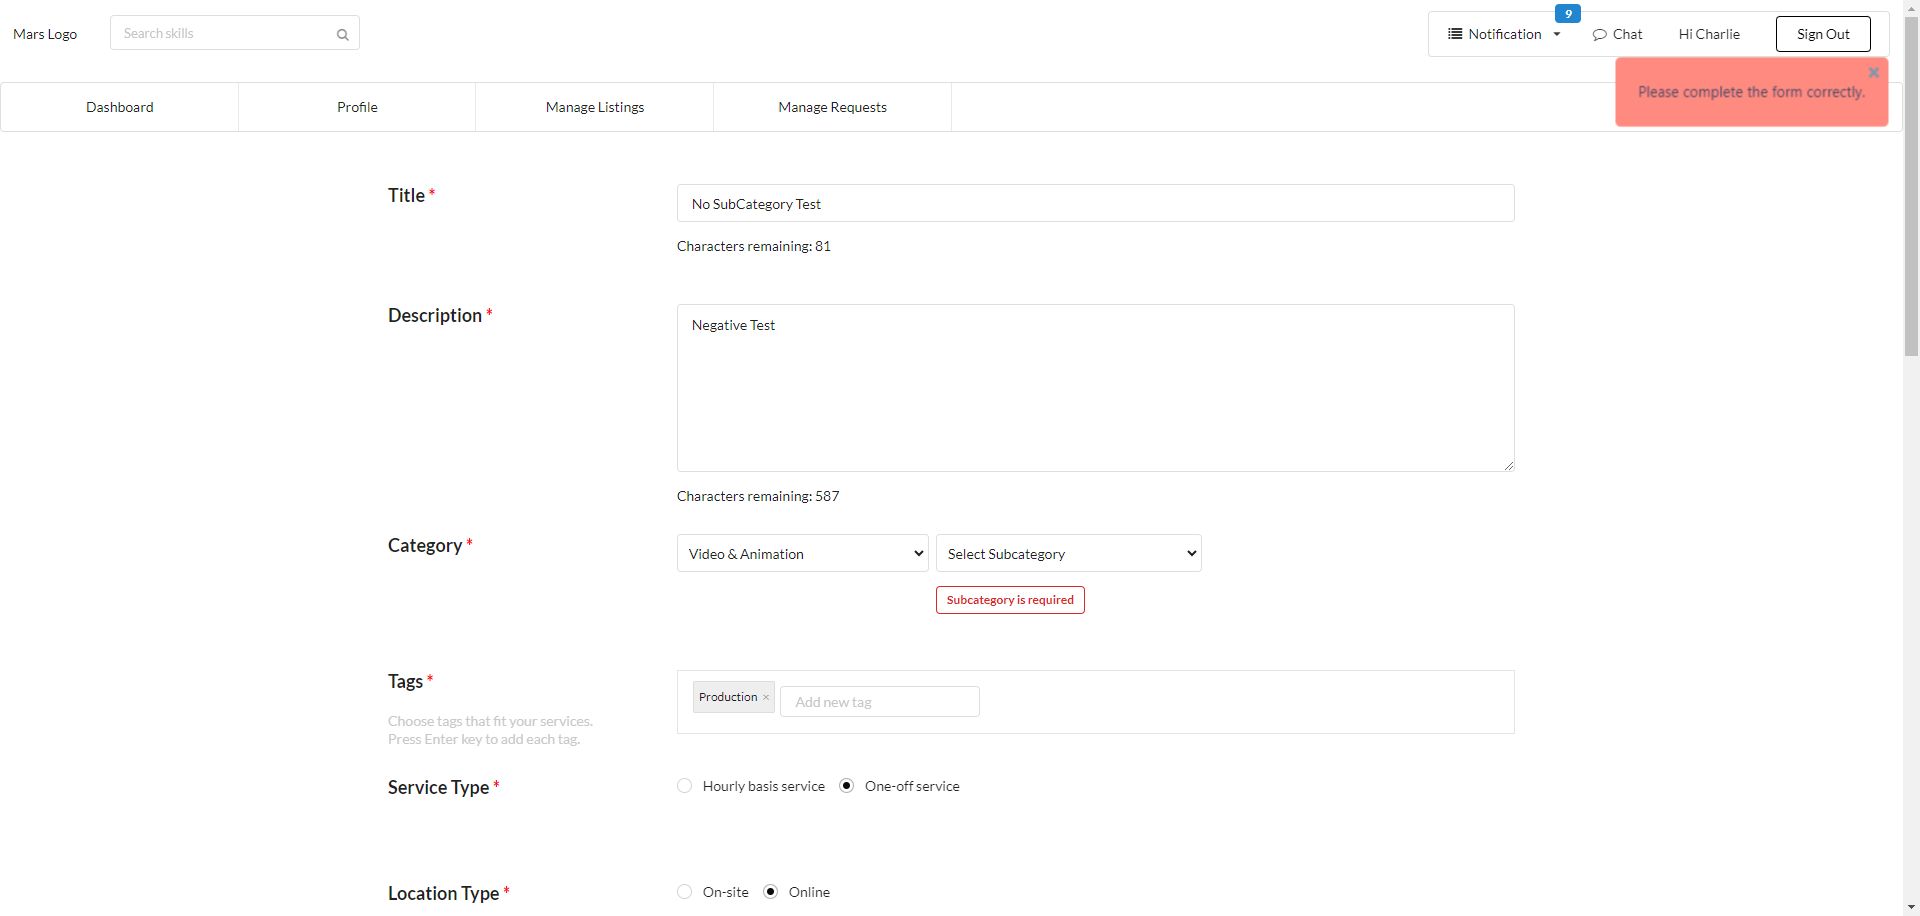 Mars Logo
Search skills
9
Notification
Chat
Hi Charlie
Sign Out
Please complete the form correctly.
Dashboard
Profile
Manage Listings
Manage Requests
Title *
No SubCategory Test
Characters remaining: 81
Description *
Negative Test
Characters remaining: 587
Category *
Video & Animation
Select Subcategory
Subcategory is required
Tags *
Production ×
Add new tag
Choose tags that fit your services.
Press Enter key to add each tag.
Service Type *
Hourly basis service
One-off service
Location Type *
On-site
Online